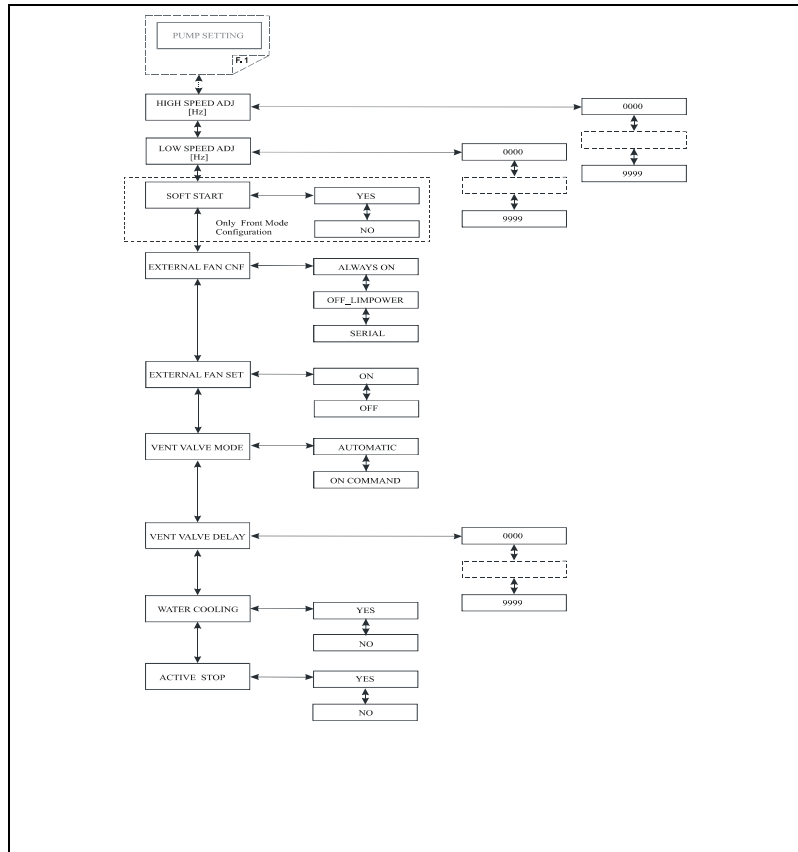 PUMP SETTING
F. 1
HIGH SPEED ADJ
[Hz]
0000
9999
LOW SPEED ADJ
[Hz]
0000
9999
SOFT START
YES
NO
Only Front Mode
Configuration
EXTERNAL FAN CNF
ALWAYS ON
OFF_LIMPOWER
SERIAL
EXTERNAL FAN SET
ON
OFF
VENT VALVE MODE
AUTOMATIC
ON COMMAND
VENT VALVE DELAY
0000
9999
WATER COOLING
YES
NO
ACTIVE STOP
YES
NO